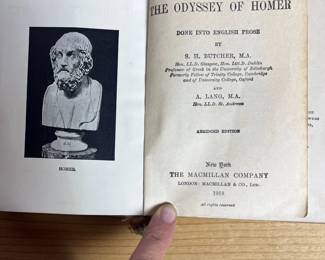 HOMER.
THE ODYSSEY OF HOMER
DONE INTO ENGLISH PROSE
BY
S. H. BUTCHER, M.A.
Hon. LL.D. Glasgow, Hon. Litt.D. Dublin
Professor of Greek in the University of Edinburgh
Formerly Fellow of Trinity College, Cambridge
and of University College, Oxford
AND
A. LANG, M.A.
Hon. LL.D. St. Andrews
ABRIDGED EDITION
New York
THE MACMILLAN COMPANY
LONDON: MACMILLAN & CO., Ltd.
All rights reserved